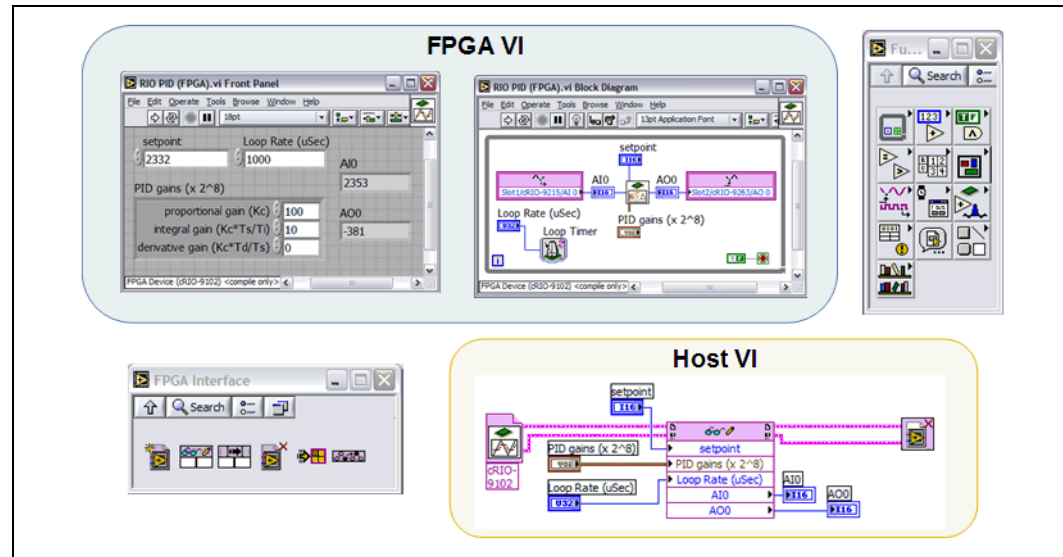 FPGA VI
RIO PID (FPGA).vi Front Panel
File Edit Operate Tools Browse Window Help
18pt
setpoint
2332
Loop Rate (uSec)
1000
AI0
2353
PID gains (x 2^8)
proportional gain (Kc) 100
integral gain (Kc*Ts/Ti) 10
derivative gain (Kc*Td/Ts) 0
AO0
-381
FPGA Device (cRIO-9102) <compile only>
RIO PID (FPGA).vi Block Diagram
File Edit Operate Tools Browse Window Help
13pt Application Font
setpoint
I16
Slot1/cRIO-9215/AI 0
AI0
I16
AO0
I16
Slot2/cRIO-9263/AO 0
Loop Rate (uSec)
U32
Loop Timer
PID gains (x 2^8)
i
TF
FPGA Device (cRIO-9102) <compile only>
Fu...
Search
FPGA Interface
Search
Host VI
setpoint
I16
cRIO-
9102
PID gains (x 2^8)
Loop Rate (uSec)
U32
setpoint
PID gains (x 2^8)
Loop Rate (uSec)
AI0
AO0
AI0
I16
AO0
I16